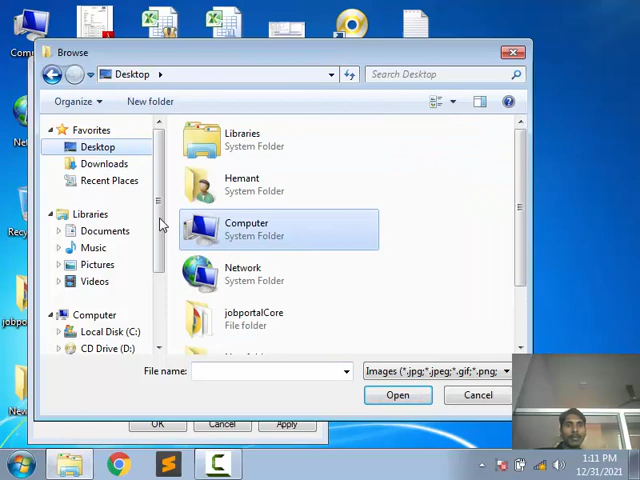 Browse
Desktop
Search Desktop
Organize
New folder
Favorites
Desktop
Downloads
Recent Places
Libraries
Documents
Music
Pictures
Videos
Computer
Local Disk (C:)
CD Drive (D:)
Libraries
System Folder
Hemant
System Folder
Computer
System Folder
Network
System Folder
jobportalCore
File folder
File name:
Images (*.jpg;*.jpeg;*.gif;*.png;
Open
Cancel
OK
Cancel
Apply
1:11 PM
12/31/2021